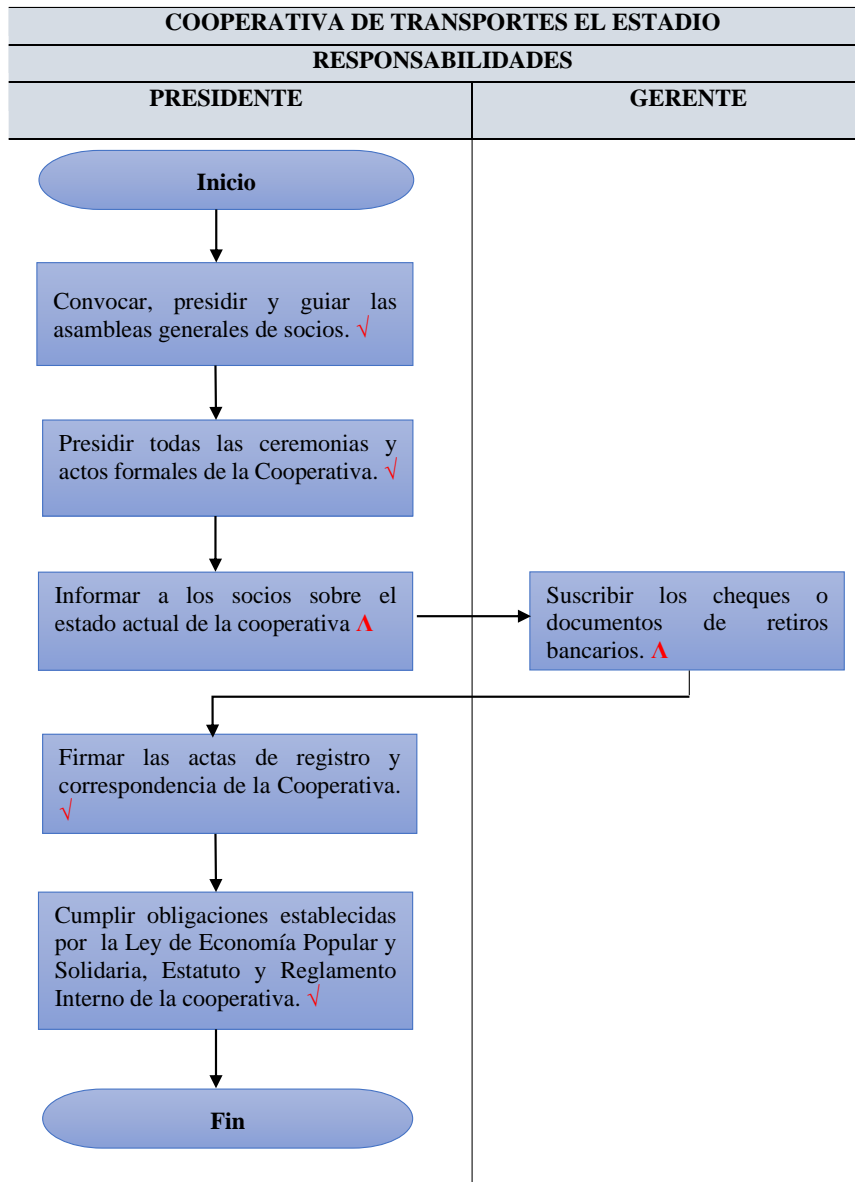 COOPERATIVA DE TRANSPORTES EL ESTADIO
RESPONSABILIDADES
PRESIDENTE
GERENTE
Inicio
Convocar, presidir y guiar las
asambleas generales de socios. √
Presidir todas las ceremonias y
actos formales de la Cooperativa. √
Informar a los socios sobre el
estado actual de la cooperativa Λ
Suscribir los cheques o
documentos de retiros
bancarios. Λ
Firmar las actas de registro y
correspondencia de la Cooperativa.
√
Cumplir obligaciones establecidas
por la Ley de Economía Popular y
Solidaria, Estatuto y Reglamento
Interno de la cooperativa. √
Fin